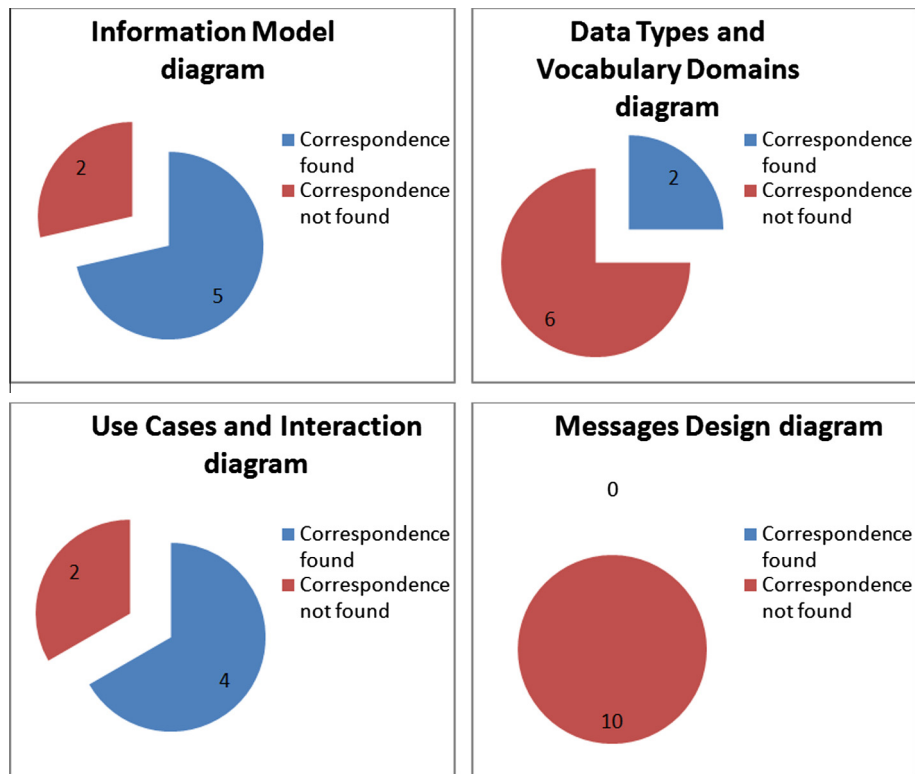 Information Model
diagram
2
5
Correspondence
found
Correspondence
not found
Data Types and
Vocabulary Domains
diagram
2
6
Correspondence
found
Correspondence
not found
Use Cases and Interaction
diagram
2
4
Correspondence
found
Correspondence
not found
Messages Design diagram
0
10
Correspondence
found
Correspondence
not found